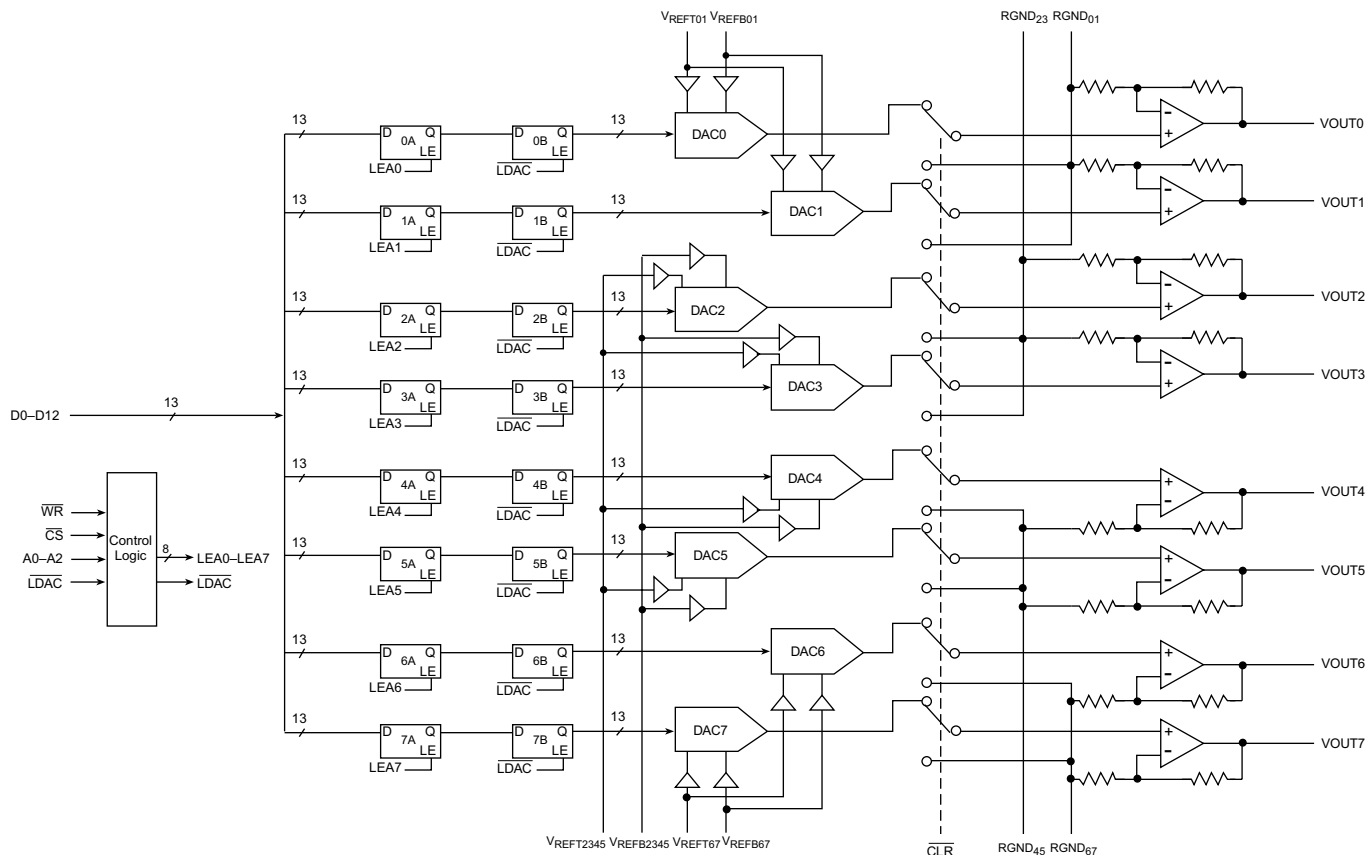 VREFT01 VREFB01 RGND23 RGND01
13 D 0A Q LE LEA0 D 0B Q LE LDAC 13 DAC0 - + VOUT0
13 D 1A Q LE LEA1 D 1B Q LE LDAC 13 DAC1 - + VOUT1
13 D 2A Q LE LEA2 D 2B Q LE LDAC 13 DAC2 - + VOUT2
13 D 3A Q LE LEA3 D 3B Q LE LDAC 13 DAC3 - + VOUT3
D0–D12 13
13 D 4A Q LE LEA4 D 4B Q LE LDAC 13 DAC4 + - VOUT4
WR
CS
A0–A2
LDAC
Control
Logic
8 LEA0–LEA7
LDAC
13 D 5A Q LE LEA5 D 5B Q LE LDAC 13 DAC5 + - VOUT5
13 D 6A Q LE LEA6 D 6B Q LE LDAC 13 DAC6 + - VOUT6
13 D 7A Q LE LEA7 D 7B Q LE LDAC 13 DAC7 + - VOUT7
VREFT2345 VREFB2345 VREFT67 VREFB67 CLR RGND45 RGND67